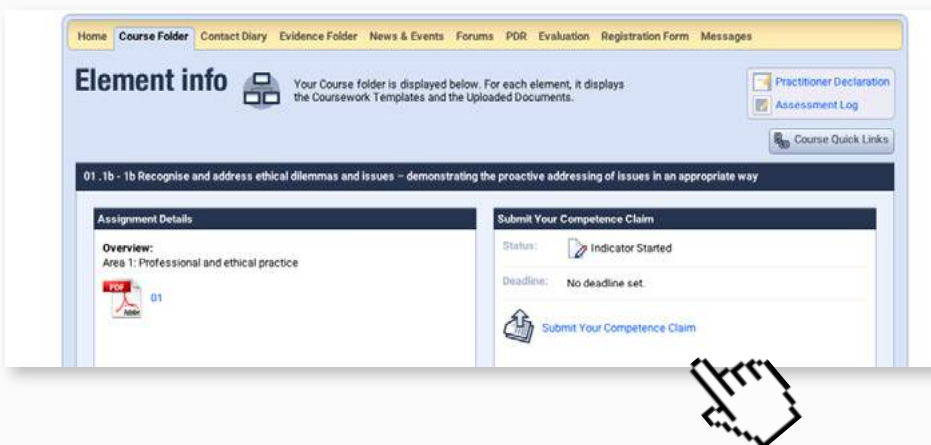 Home Course Folder Contact Diary Evidence Folder News & Events Forums PDR Evaluation Registration Form Messages
Element info
Your Course folder is displayed below. For each element, it displays
the Coursework Templates and the Uploaded Documents.
Practitioner Declaration
Assessment Log
Course Quick Links
01 .1b - 1b Recognise and address ethical dilemmas and issues – demonstrating the proactive addressing of issues in an appropriate way
Assignment Details
Overview:
Area 1: Professional and ethical practice
PDF
Adobe
01
Submit Your Competence Claim
Status: Indicator Started
Deadline: No deadline set.
Submit Your Competence Claim